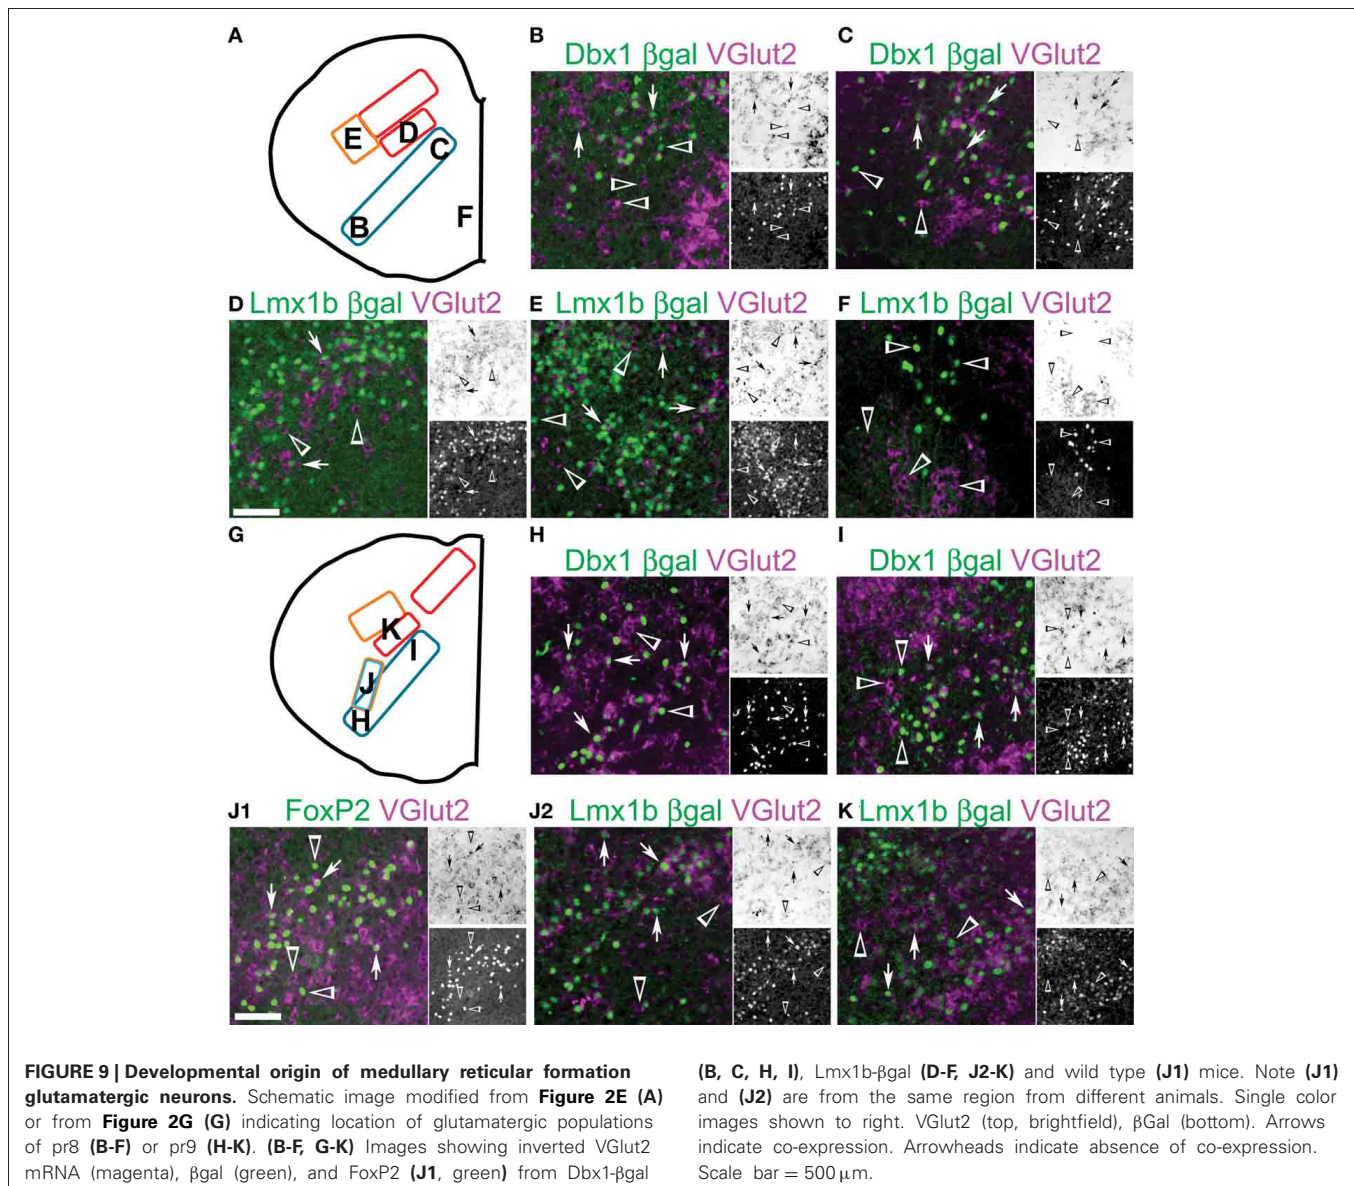 A
E
D
C
B
F
B
Dbx1 βgal VGlut2
C
Dbx1 βgal VGlut2
D Lmx1b βgal VGlut2
E Lmx1b βgal VGlut2
F Lmx1b βgal VGlut2
G
K
I
J
H
H
Dbx1 βgal VGlut2
I
Dbx1 βgal VGlut2
J1 FoxP2 VGlut2
J2 Lmx1b βgal VGlut2
K Lmx1b βgal VGlut2
FIGURE 9 | Developmental origin of medullary reticular formation
glutamatergic neurons. Schematic image modified from Figure 2E (A)
or from Figure 2G (G) indicating location of glutamatergic populations
of pr8 (B-F) or pr9 (H-K). (B-F, G-K) Images showing inverted VGlut2
mRNA (magenta), βgal (green), and FoxP2 (J1, green) from Dbx1-βgal
(B, C, H, I), Lmx1b-βgal (D-F, J2-K) and wild type (J1) mice. Note (J1)
and (J2) are from the same region from different animals. Single color
images shown to right. VGlut2 (top, brightfield), βGal (bottom). Arrows
indicate co-expression. Arrowheads indicate absence of co-expression.
Scale bar = 500 μm.